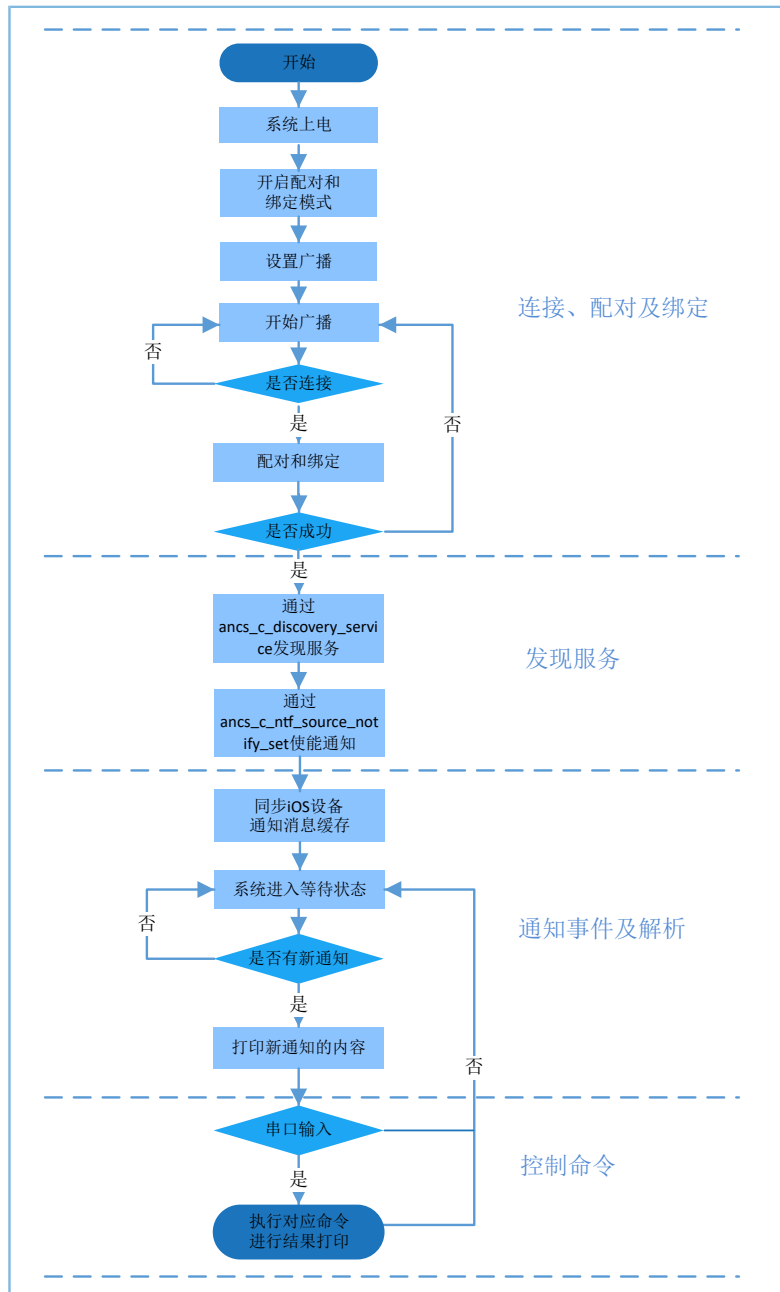 开始
系统上电
开启配对和
绑定模式
设置广播
连接、配对及绑定
开始广播
否
是否连接
是
否
配对和绑定
是否成功
是
通过
ancs_c_discovery_servi
ce发现服务
发现服务
通过
ancs_c_ntf_source_not
ify_set使能通知
同步iOS设备
通知消息缓存
系统进入等待状态
否
通知事件及解析
是否有新通知
是
打印新通知的内容
否
串口输入
控制命令
是
执行对应命令
进行结果打印